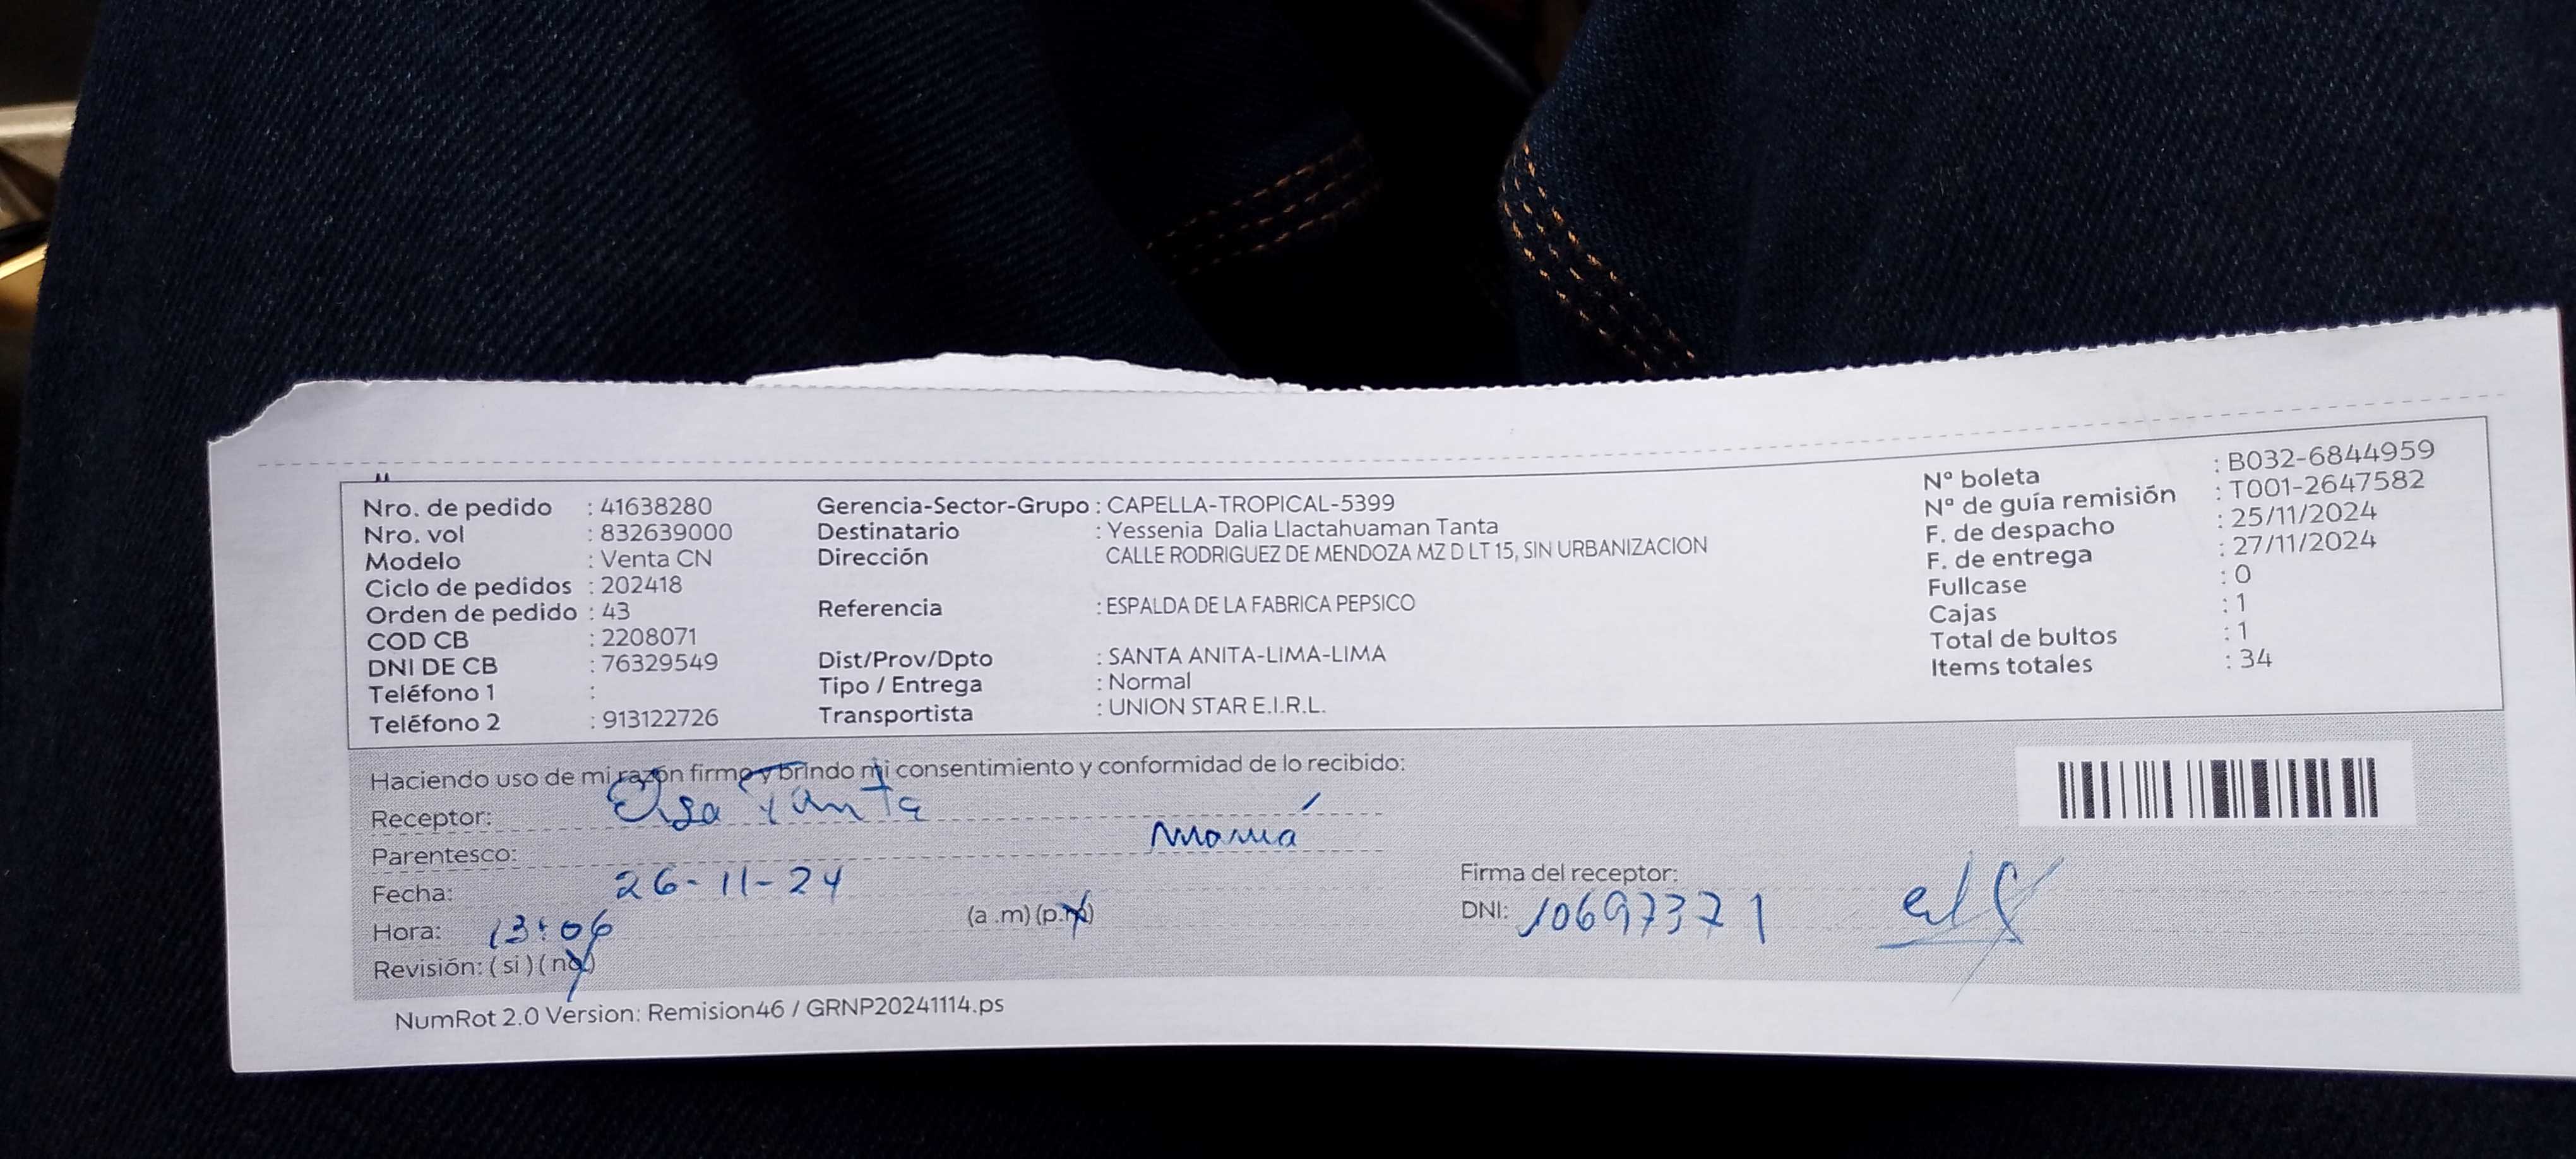 Nro. de pedido : 41638280
Nro. vol : 832639000
Modelo : Venta CN
Ciclo de pedidos : 202418
Orden de pedido : 43
COD CB : 2208071
DNI DE CB : 76329549
Teléfono 1 :
Teléfono 2 : 913122726
Gerencia-Sector-Grupo : CAPELLA-TROPICAL-5399
Destinatario : Yessenia Dalia Llactahuaman Tanta
Dirección CALLE RODRIGUEZ DE MENDOZA MZ D LT 15, SIN URBANIZACION
Referencia : ESPALDA DE LA FABRICA PEPSICO
Dist/Prov/Dpto : SANTA ANITA-LIMA-LIMA
Tipo / Entrega : Normal
Transportista : UNION STAR E.I.R.L.
Nº boleta : B032-6844959
Nº de guía remisión : T001-2647582
F. de despacho : 25/11/2024
F. de entrega : 27/11/2024
Fullcase : 0
Cajas : 1
Total de bultos : 1
Items totales : 34
Haciendo uso de mi razón firmo y brindo mi consentimiento y conformidad de lo recibido:
Receptor: Tanta
Parentesco: Mamá
Fecha: 26-11-24
Hora: 13:06 (a .m) (p.m)
Revisión: ( si ) ( no )
Firma del receptor:
DNI: 10697371
NumRot 2.0 Version: Remision46 / GRNP20241114.ps